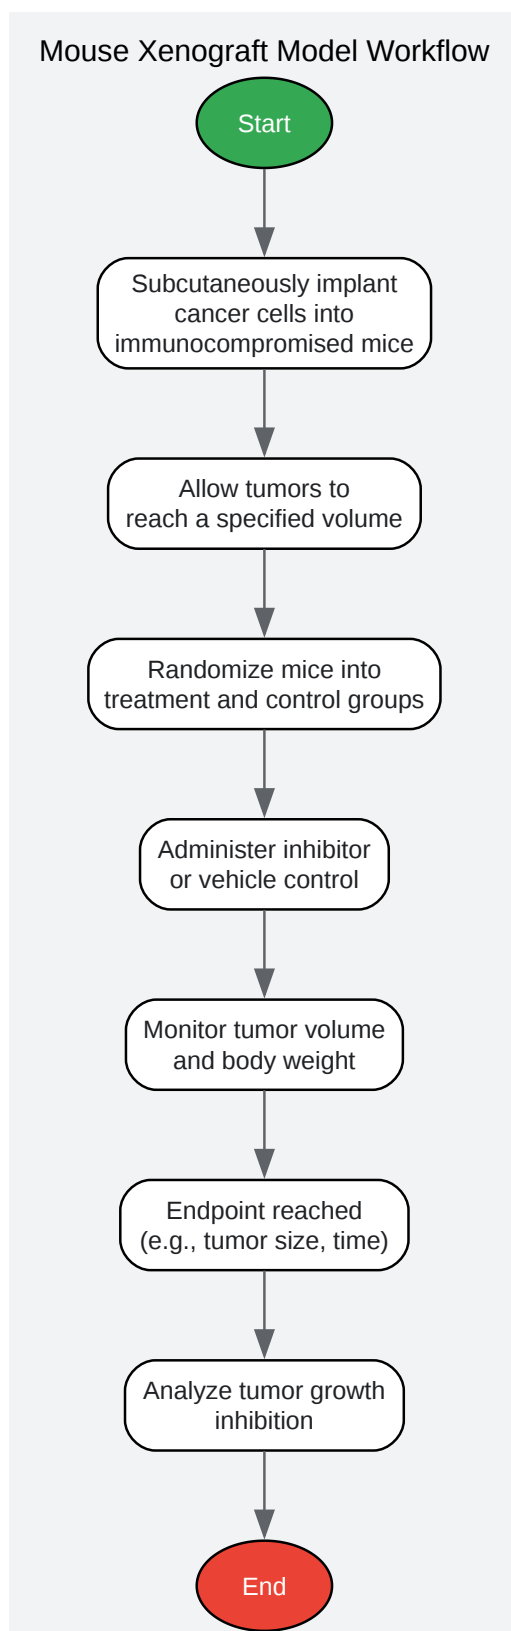 Mouse Xenograft Model Workflow
Start
Subcutaneously implant
cancer cells into
immunocompromised mice
Allow tumors to
reach a specified volume
Randomize mice into
treatment and control groups
Administer inhibitor
or vehicle control
Monitor tumor volume
and body weight
Endpoint reached
(e.g., tumor size, time)
Analyze tumor growth
inhibition
End